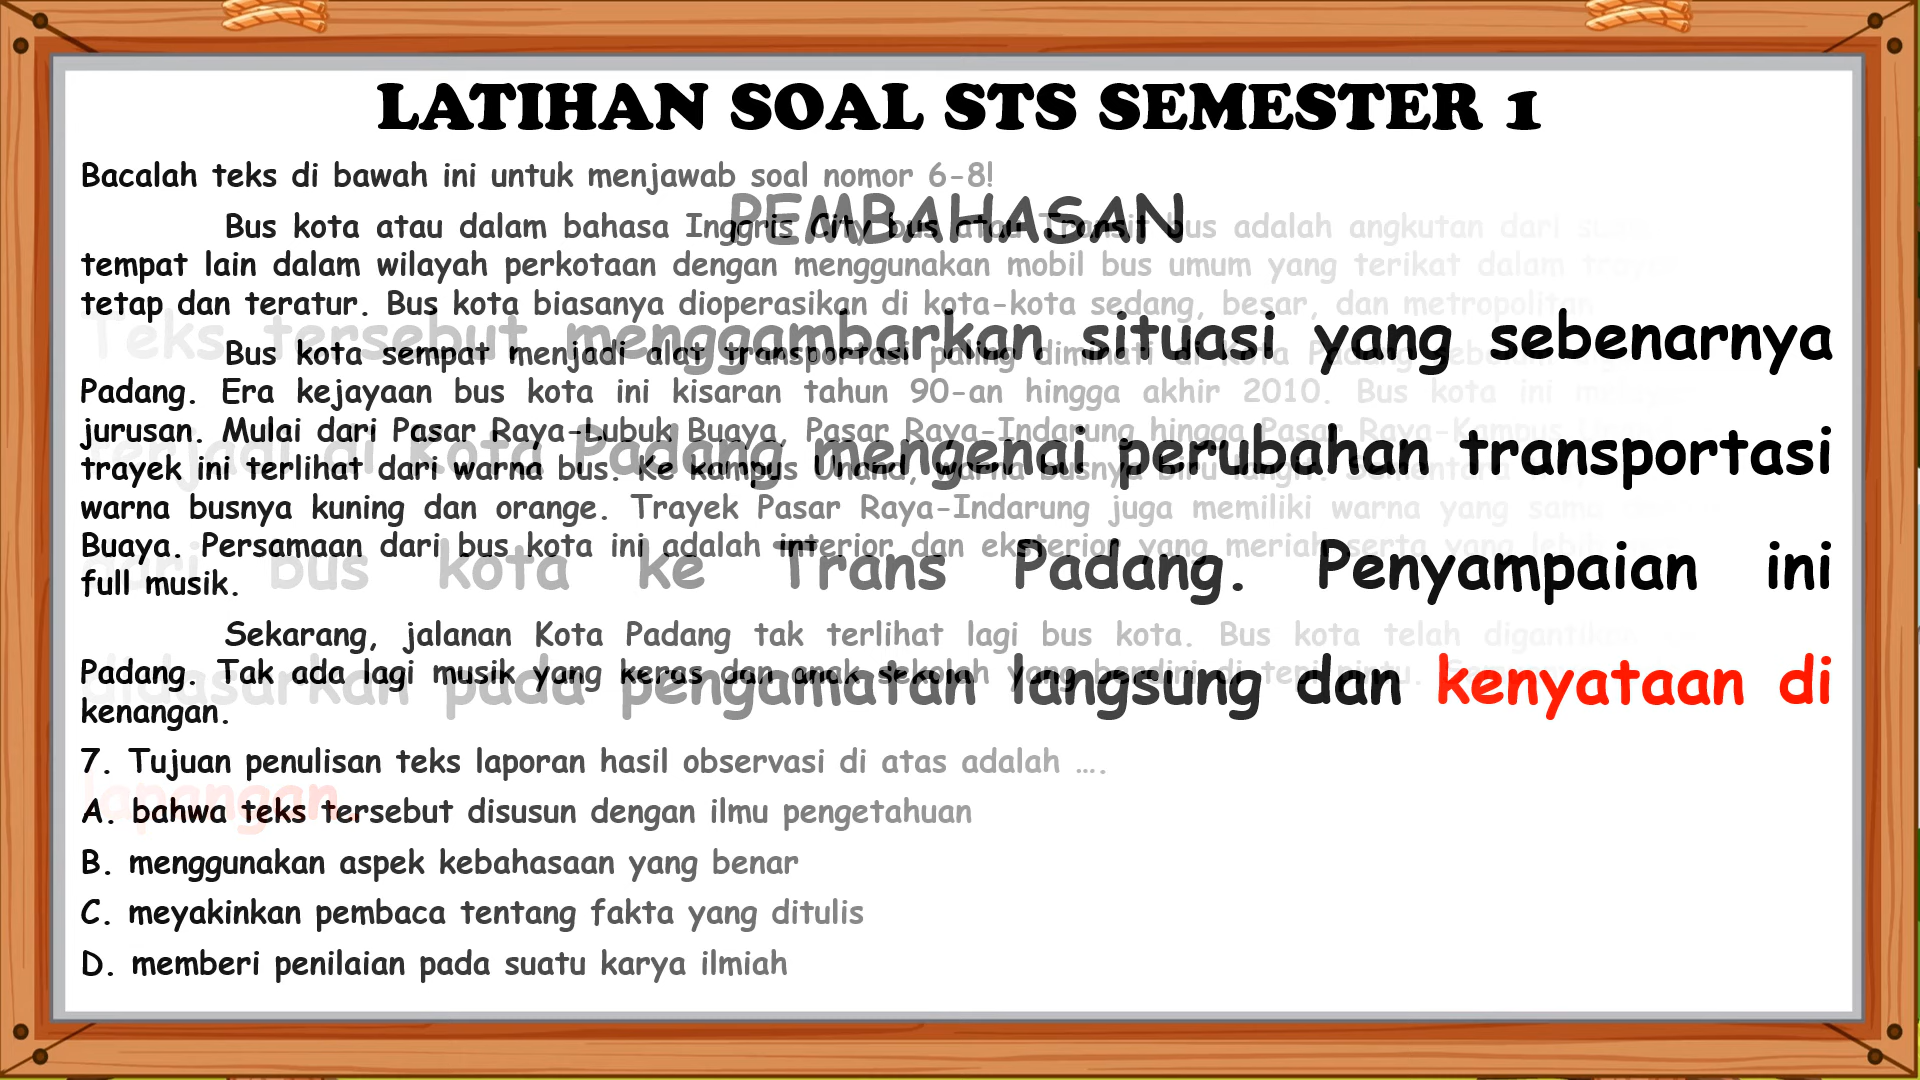 LATIHAN SOAL STS SEMESTER 1
Bacalah teks di bawah ini untuk menjawab soal nomor 6-8!
PEMBAHASAN
Bus kota atau dalam bahasa Inggris City bus atau Transit bus adalah angkutan dari
tempat lain dalam wilayah perkotaan dengan menggunakan mobil bus umum yang terikat dalam
tetap dan teratur. Bus kota biasanya dioperasikan di kota-kota sedang, besar, dan metropolitan
Teks tersebut menggambarkan situasi yang sebenarnya
Bus kota sempat menjadi alat transportasi paling diminati di Kota Padang
Padang. Era kejayaan bus kota ini kisaran tahun 90-an hingga akhir 2010. Bus kota ini
jurusan. Mulai dari Pasar Raya-Lubuk Buaya, Pasar Raya-Indarung hingga Pasar Raya-Kampus
terjadi di Kota Padang mengenai perubahan transportasi
trayek ini terlihat dari warna bus. Ke kampus Unand, warna busnya biru langit. Sementara
warna busnya kuning dan orange. Trayek Pasar Raya-Indarung juga memiliki warna yang sama
Buaya. Persamaan dari bus kota ini adalah interior dan eksterior yang meriah serta yang lebih
dari bus kota ke Trans Padang. Penyampaian ini
full musik.
Sekarang, jalanan Kota Padang tak terlihat lagi bus kota. Bus kota telah digantikan
Padang. Tak ada lagi musik yang keras dan anak sekolah yang berdiri di tepi pintu.
didasarkan pada pengamatan langsung dan kenyataan di
kenangan.
7. Tujuan penulisan teks laporan hasil observasi di atas adalah ….
lapangan.
A. bahwa teks tersebut disusun dengan ilmu pengetahuan
B. menggunakan aspek kebahasaan yang benar
C. meyakinkan pembaca tentang fakta yang ditulis
D. memberi penilaian pada suatu karya ilmiah